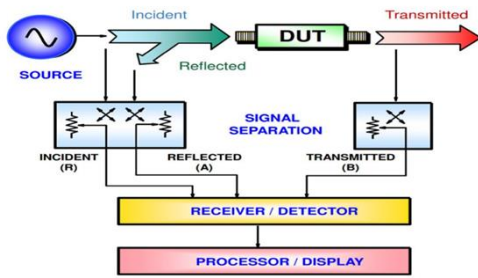 Incident
Transmitted
DUT
SOURCE
Reflected
SIGNAL
SEPARATION
INCIDENT
(R)
REFLECTED
(A)
TRANSMITTED
(B)
RECEIVER / DETECTOR
PROCESSOR / DISPLAY